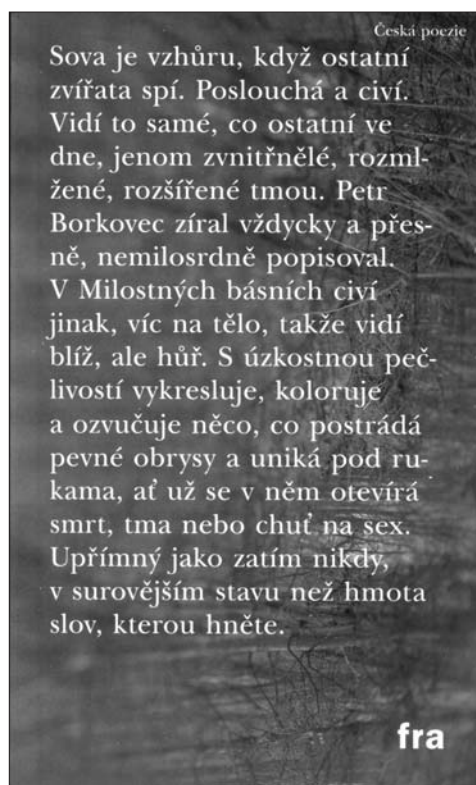 Česká poezie
Sova je vzhůru, když ostatní
zvířata spí. Poslouchá a civí.
Vidí to samé, co ostatní ve
dne, jenom zvnitřnělé, rozml-
žené, rozšířené tmou. Petr
Borkovec zíral vždycky a přes-
ně, nemilosrdně popisoval.
V Milostných básních civí
jinak, víc na tělo, takže vidí
blíž, ale hůř. S úzkostnou peč-
livostí vykresluje, koloruje
a ozvučuje něco, co postrádá
pevné obrysy a uniká pod ru-
kama, ať už se v něm otevírá
smrt, tma nebo chuť na sex.
Upřímný jako zatím nikdy,
v surovějším stavu než hmota
slov, kterou hněte.
fra